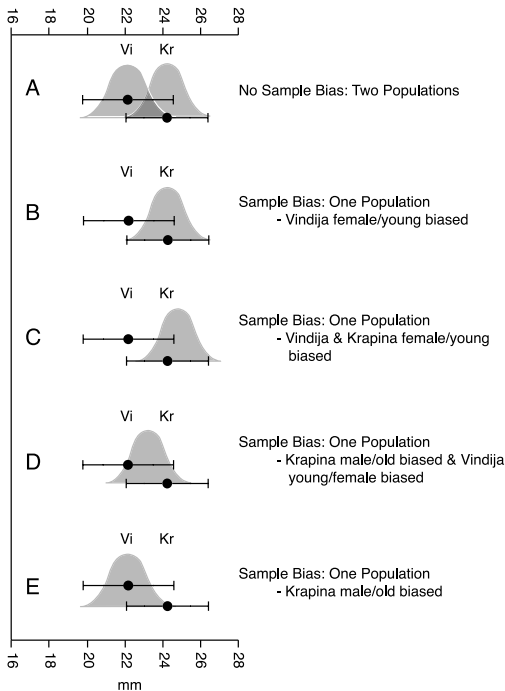 16 18 20 22 24 26 28
Vi Kr
A
No Sample Bias: Two Populations
Vi Kr
B
Sample Bias: One Population
- Vindija female/young biased
Vi Kr
C
Sample Bias: One Population
- Vindija & Krapina female/young
biased
Vi Kr
D
Sample Bias: One Population
- Krapina male/old biased & Vindija
young/female biased
Vi Kr
E
Sample Bias: One Population
- Krapina male/old biased
16 18 20 22 24 26 28
mm